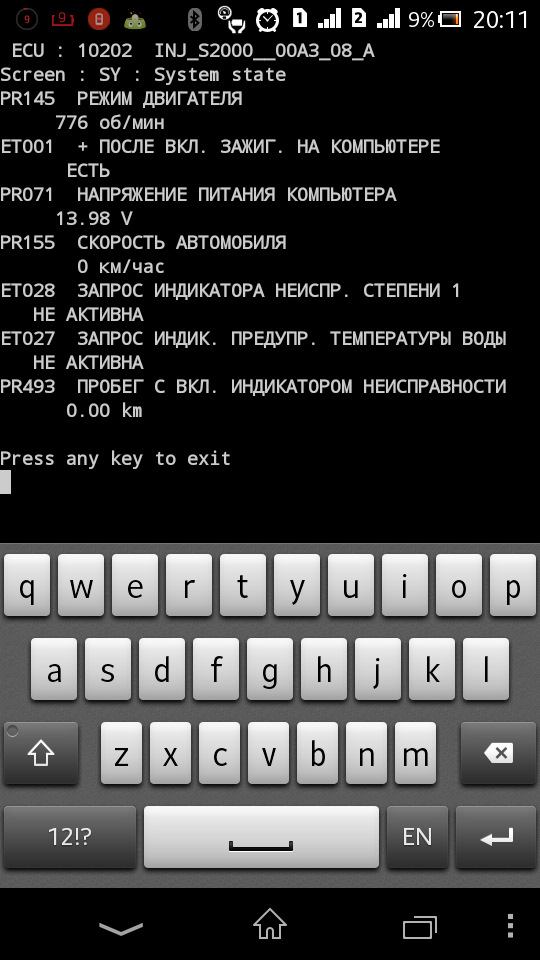 9 9 8 1 2 9% 20:11
ECU : 10202 INJ_S2000__00A3_08_A
Screen : SY : System state
PR145 РЕЖИМ ДВИГАТЕЛЯ
776 об/мин
ET001 + ПОСЛЕ ВКЛ. ЗАЖИГ. НА КОМПЬЮТЕРЕ
ЕСТЬ
PR071 НАПРЯЖЕНИЕ ПИТАНИЯ КОМПЬЮТЕРА
13.98 V
PR155 СКОРОСТЬ АВТОМОБИЛЯ
0 км/час
ET028 ЗАПРОС ИНДИКАТОРА НЕИСПР. СТЕПЕНИ 1
НЕ АКТИВНА
ET027 ЗАПРОС ИНДИК. ПРЕДУПР. ТЕМПЕРАТУРЫ ВОДЫ
НЕ АКТИВНА
PR493 ПРОБЕГ С ВКЛ. ИНДИКАТОРОМ НЕИСПРАВНОСТИ
0.00 km
Press any key to exit
q w e r t y u i o p
a s d f g h j k l
z x c v b n m
12!? EN